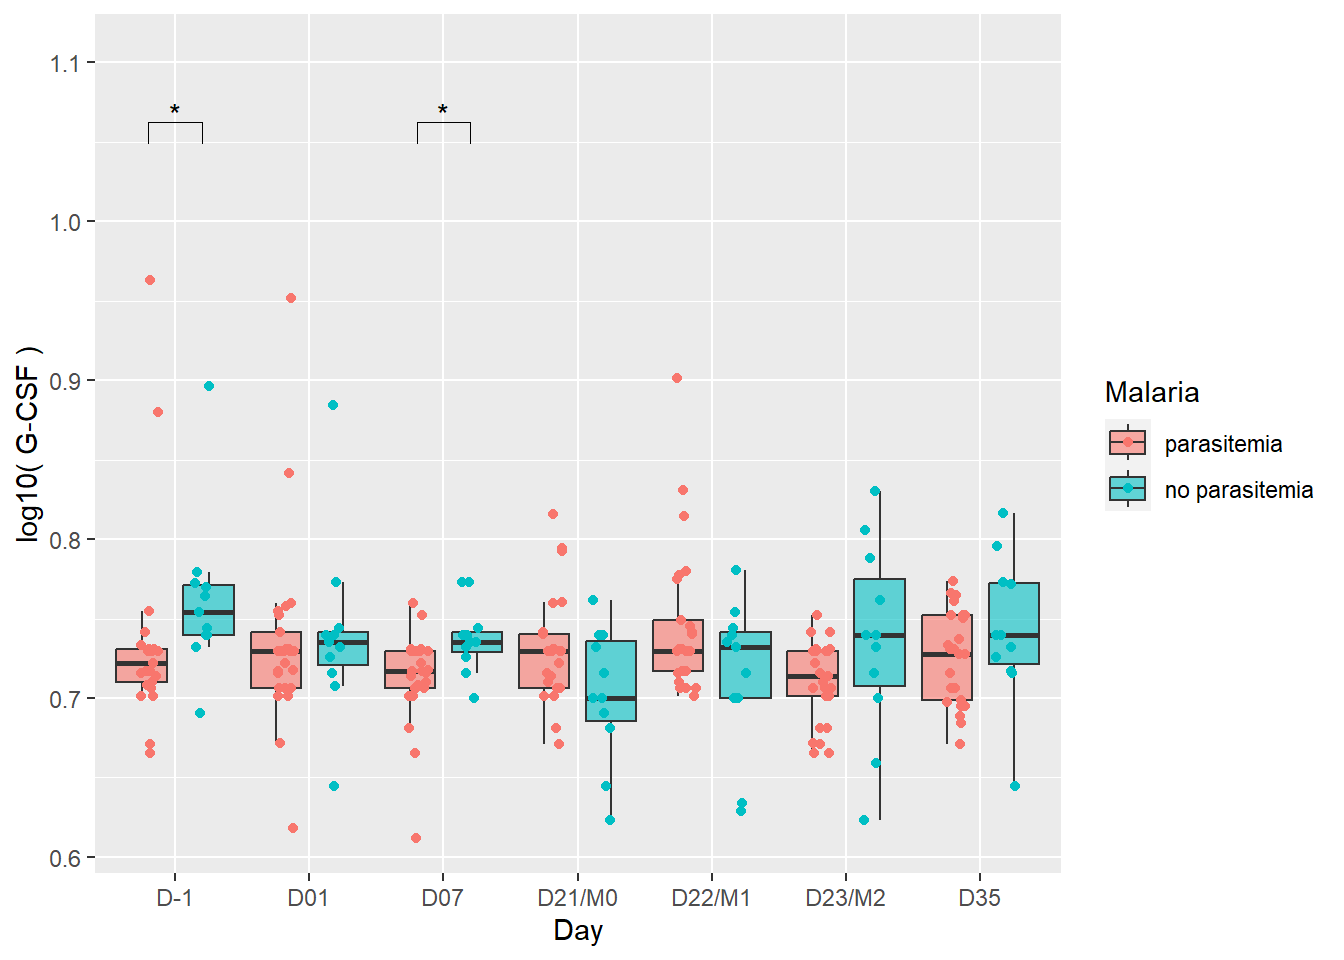 1.1
1.0
0.9
0.8
0.7
0.6
log10( G-CSF )
* *
D-1 D01 D07 D21/M0 D22/M1 D23/M2 D35
Day
Malaria
parasitemia
no parasitemia